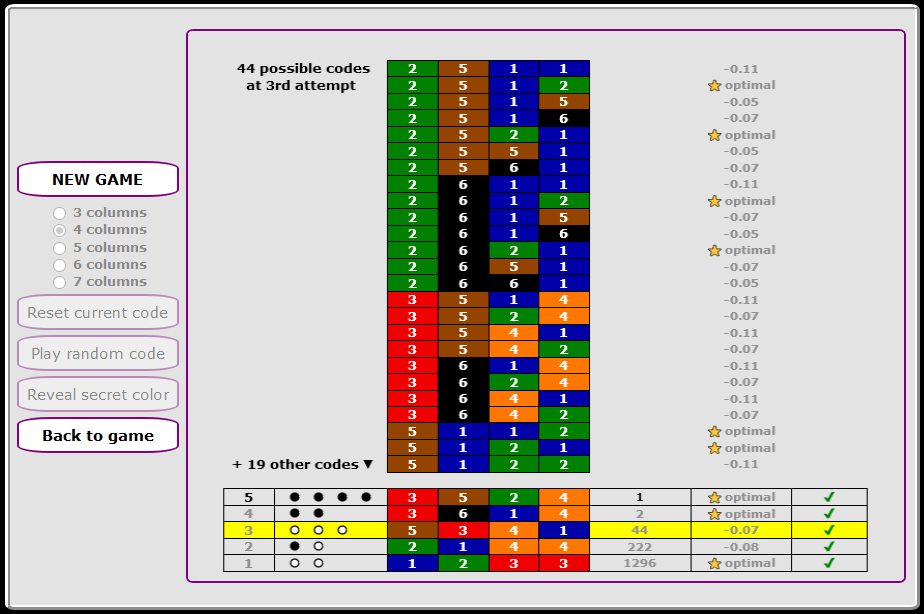 44 possible codes
at 3rd attempt
2 5 1 1 -0.11
2 5 1 2 optimal
2 5 1 5 -0.05
2 5 1 6 -0.07
2 5 2 1 optimal
2 5 5 1 -0.05
2 5 6 1 -0.07
2 6 1 1 -0.11
2 6 1 2 optimal
2 6 1 5 -0.07
2 6 1 6 -0.05
2 6 2 1 optimal
2 6 5 1 -0.07
2 6 6 1 -0.05
3 5 1 4 -0.11
3 5 2 4 -0.07
3 5 4 1 -0.11
3 5 4 2 -0.07
3 6 1 4 -0.11
3 6 2 4 -0.07
3 6 4 1 -0.11
3 6 4 2 -0.07
5 1 1 2 optimal
5 1 2 1 optimal
+ 19 other codes ▼ 5 1 2 2 -0.11
NEW GAME
3 columns
4 columns
5 columns
6 columns
7 columns
Reset current code
Play random code
Reveal secret color
Back to game
5 3 5 2 4 1 optimal
4 3 6 1 4 2 optimal
3 5 3 4 1 44 -0.07
2 2 1 4 4 222 -0.08
1 1 2 3 3 1296 optimal